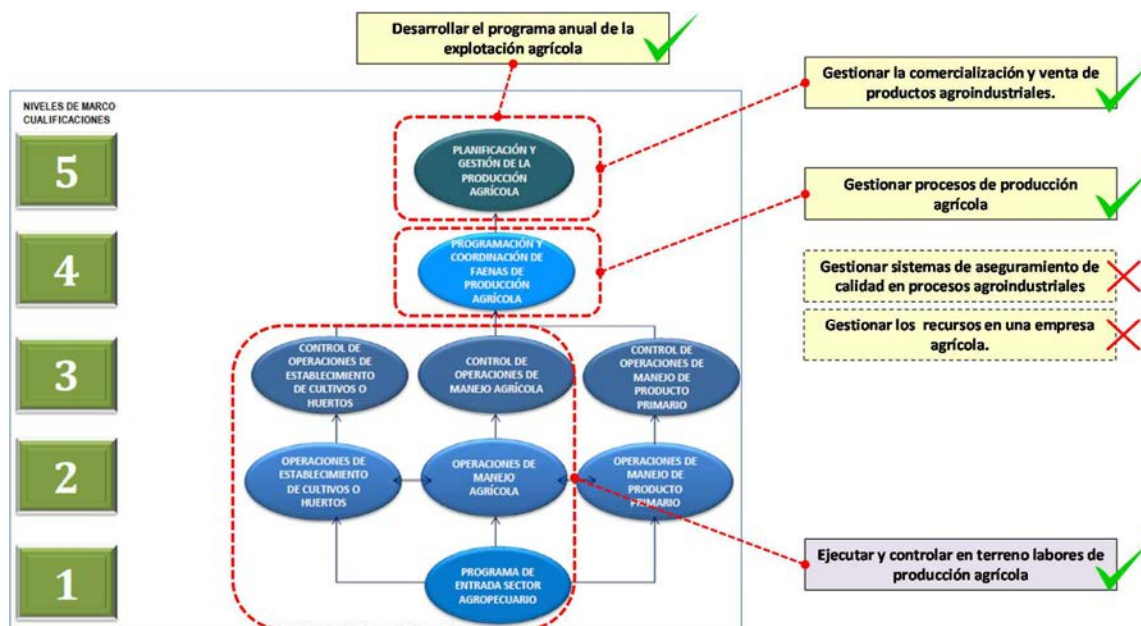 Desarrollar el programa anual de la
explotación agrícola
Gestionar la comercialización y venta de
productos agroindustriales.
NIVELES DE MARCO
CUALIFICACIONES
5
PLANIFICACIÓN Y
GESTIÓN DE LA
PRODUCCIÓN
AGRÍCOLA
Gestionar procesos de producción
agrícola
4
PROGRAMACIÓN Y
COORDINACIÓN DE
FAENAS DE
PRODUCCIÓN
AGRÍCOLA
Gestionar sistemas de aseguramiento de
calidad en procesos agroindustriales
Gestionar los recursos en una empresa
agrícola.
3
CONTROL DE
OPERACIONES DE
ESTABLECIMIENTO
DE CULTIVOS O
HUERTOS
CONTROL DE
OPERACIONES DE
MANEJO AGRÍCOLA
CONTROL DE
OPERACIONES DE
MANEJO DE
PRODUCTO
PRIMARIO
2
OPERACIONES DE
ESTABLECIMIENTO
DE CULTIVOS O
HUERTOS
OPERACIONES DE
MANEJO
AGRÍCOLA
OPERACIONES DE
MANEJO DE
PRODUCTO
PRIMARIO
1
PROGRAMA DE
ENTRADA SECTOR
AGROPECUARIO
Ejecutar y controlar en terreno labores de
producción agrícola